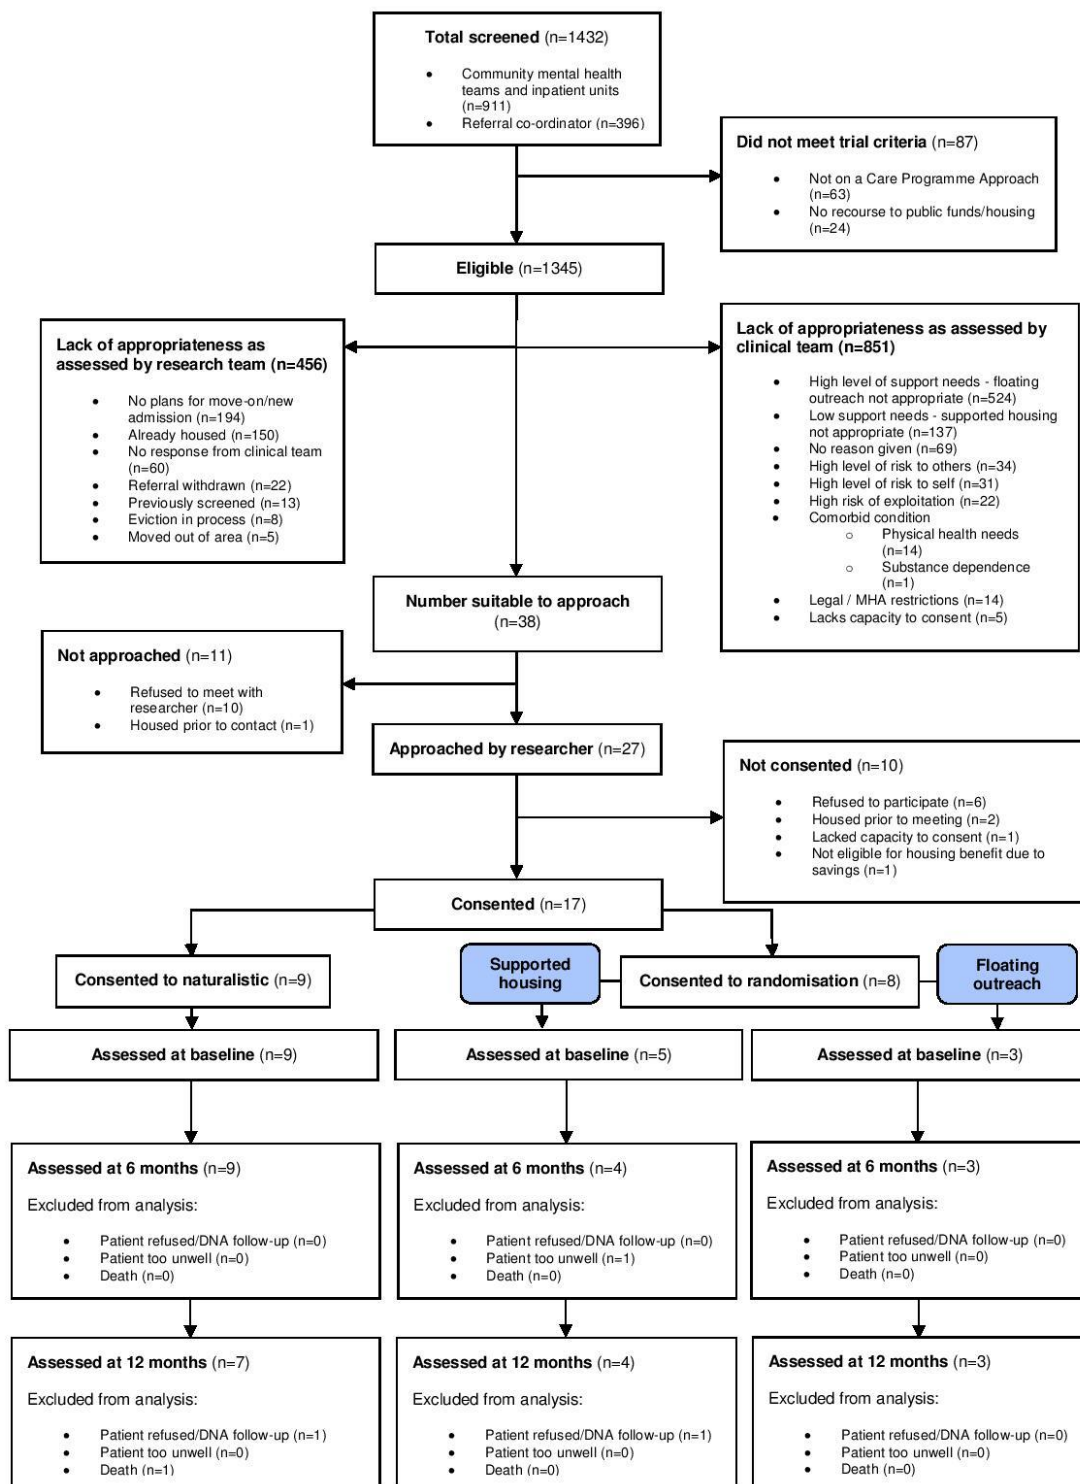 Total screened (n=1432)
• Community mental health
teams and inpatient units
(n=911)
• Referral co-ordinator (n=396)
Did not meet trial criteria (n=87)
• Not on a Care Programme Approach
(n=63)
• No recourse to public funds/housing
(n=24)
Eligible (n=1345)
Lack of appropriateness as
assessed by research team (n=456)
• No plans for move-on/new
admission (n=194)
• Already housed (n=150)
• No response from clinical team
(n=60)
• Referral withdrawn (n=22)
• Previously screened (n=13)
• Eviction in process (n=8)
• Moved out of area (n=5)
Lack of appropriateness as assessed by
clinical team (n=851)
• High level of support needs - floating
outreach not appropriate (n=524)
• Low support needs - supported housing
not appropriate (n=137)
• No reason given (n=69)
• High level of risk to others (n=34)
• High level of risk to self (n=31)
• High risk of exploitation (n=22)
• Comorbid condition
○ Physical health needs
(n=14)
○ Substance dependence
(n=1)
• Legal / MHA restrictions (n=14)
• Lacks capacity to consent (n=5)
Number suitable to approach
(n=38)
Not approached (n=11)
• Refused to meet with
researcher (n=10)
• Housed prior to contact (n=1)
Approached by researcher (n=27)
Not consented (n=10)
• Refused to participate (n=6)
• Housed prior to meeting (n=2)
• Lacked capacity to consent (n=1)
• Not eligible for housing benefit due to
savings (n=1)
Consented (n=17)
Consented to naturalistic (n=9)
Supported
housing
Consented to randomisation (n=8)
Floating
outreach
Assessed at baseline (n=9)
Assessed at baseline (n=5)
Assessed at baseline (n=3)
Assessed at 6 months (n=9)
Excluded from analysis:
• Patient refused/DNA follow-up (n=0)
• Patient too unwell (n=0)
• Death (n=0)
Assessed at 6 months (n=4)
Excluded from analysis:
• Patient refused/DNA follow-up (n=0)
• Patient too unwell (n=1)
• Death (n=0)
Assessed at 6 months (n=3)
Excluded from analysis:
• Patient refused/DNA follow-up (n=0)
• Patient too unwell (n=0)
• Death (n=0)
Assessed at 12 months (n=7)
Excluded from analysis:
• Patient refused/DNA follow-up (n=1)
• Patient too unwell (n=0)
• Death (n=1)
Assessed at 12 months (n=4)
Excluded from analysis:
• Patient refused/DNA follow-up (n=1)
• Patient too unwell (n=0)
• Death (n=0)
Assessed at 12 months (n=3)
Excluded from analysis:
• Patient refused/DNA follow-up (n=0)
• Patient too unwell (n=0)
• Death (n=0)